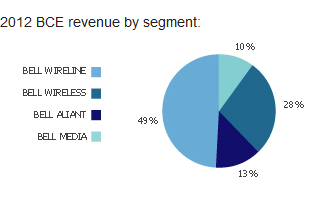 2012 BCE revenue by segment:
10%
BELL WIRELINE
BELL WIRELESS
28%
BELL ALIANT
49%
BELL MEDIA
13%